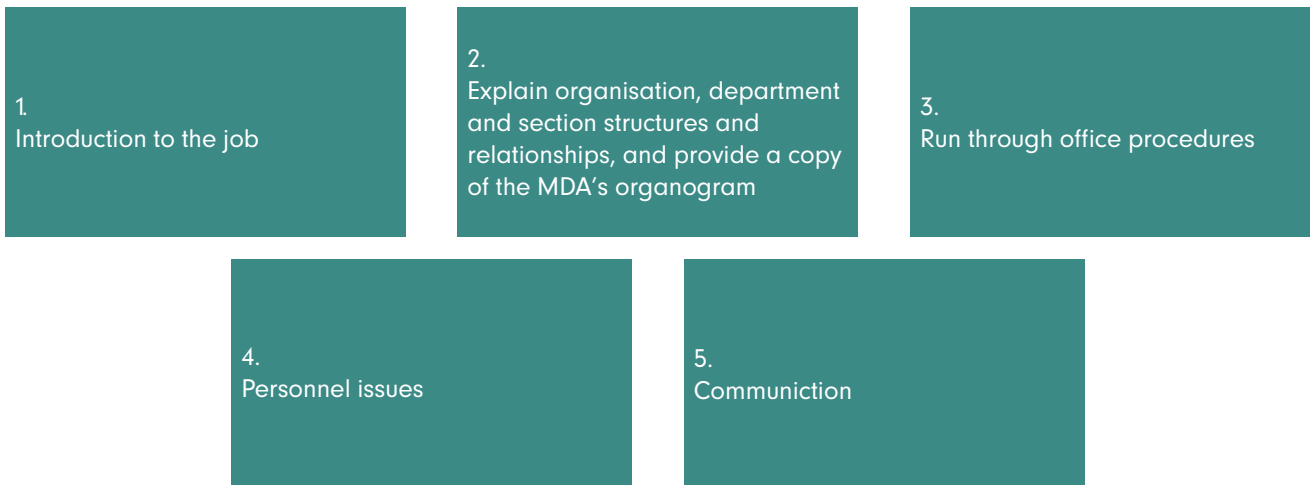 1.
Introduction to the job
2.
Explain organisation, department
and section structures and
relationships, and provide a copy
of the MDA's organogram
3.
Run through office procedures
4.
Personnel issues
5.
Communiction